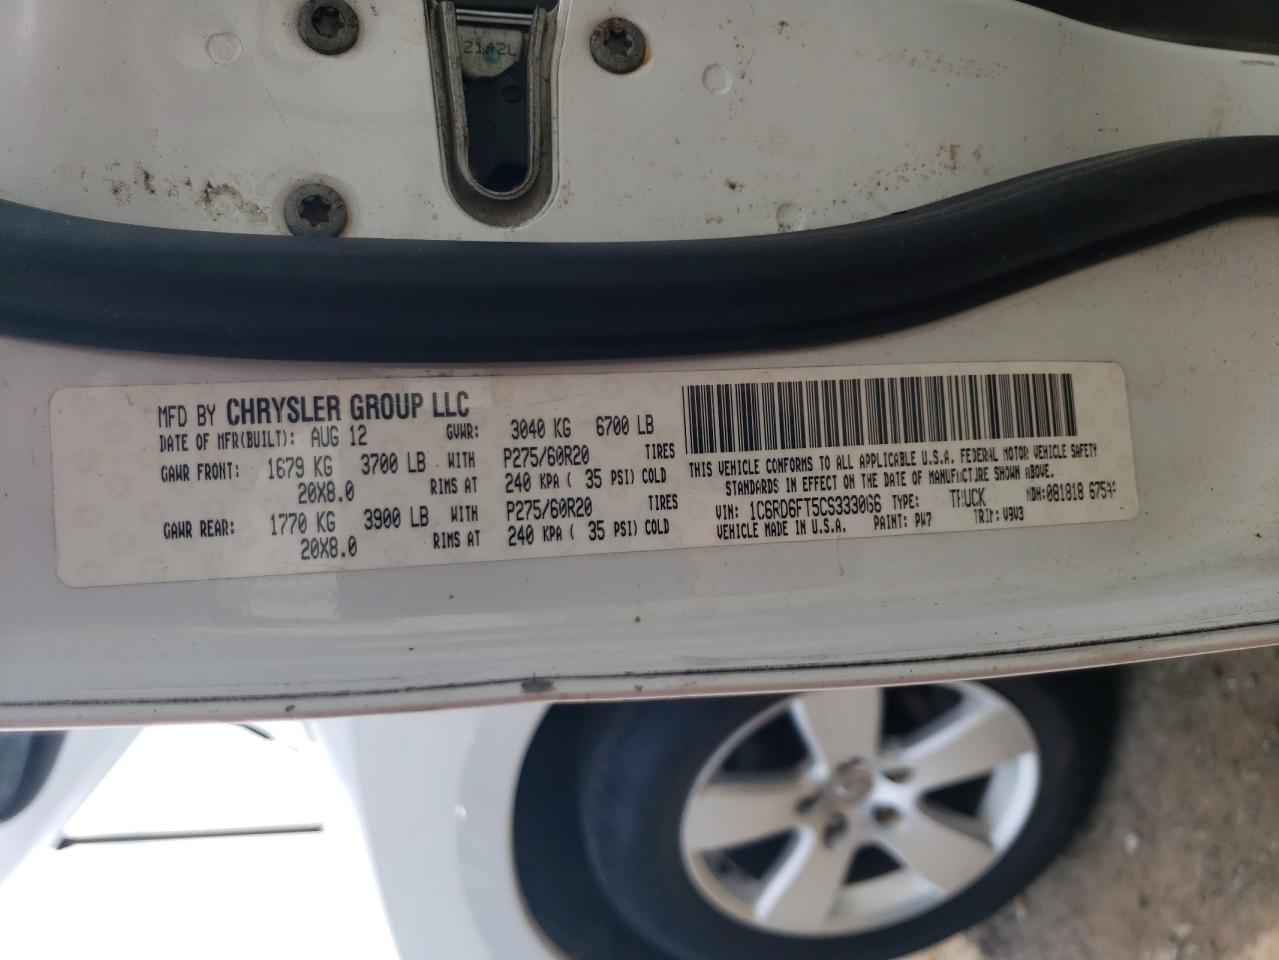 MFD BY CHRYSLER GROUP LLC
DATE OF MFR(BUILT): AUG 12 GVWR: 3040 KG 6700 LB
GAWR FRONT: 1679 KG 3700 LB WITH P275/60R20 TIRES
20X8.0 RIMS AT 240 KPA ( 35 PSI) COLD
GAWR REAR: 1770 KG 3900 LB WITH P275/60R20 TIRES
20X8.0 RIMS AT 240 KPA ( 35 PSI) COLD
THIS VEHICLE CONFORMS TO ALL APPLICABLE U.S.A. FEDERAL MOTOR VEHICLE SAFETY
STANDARDS IN EFFECT ON THE DATE OF MANUFACTURE SHOWN ABOVE.
VIN: 1C6RD6FT5CS333066 TYPE: TRUCK MDH:081818
VEHICLE MADE IN U.S.A. PAINT: PW7 TRIM: V9V3